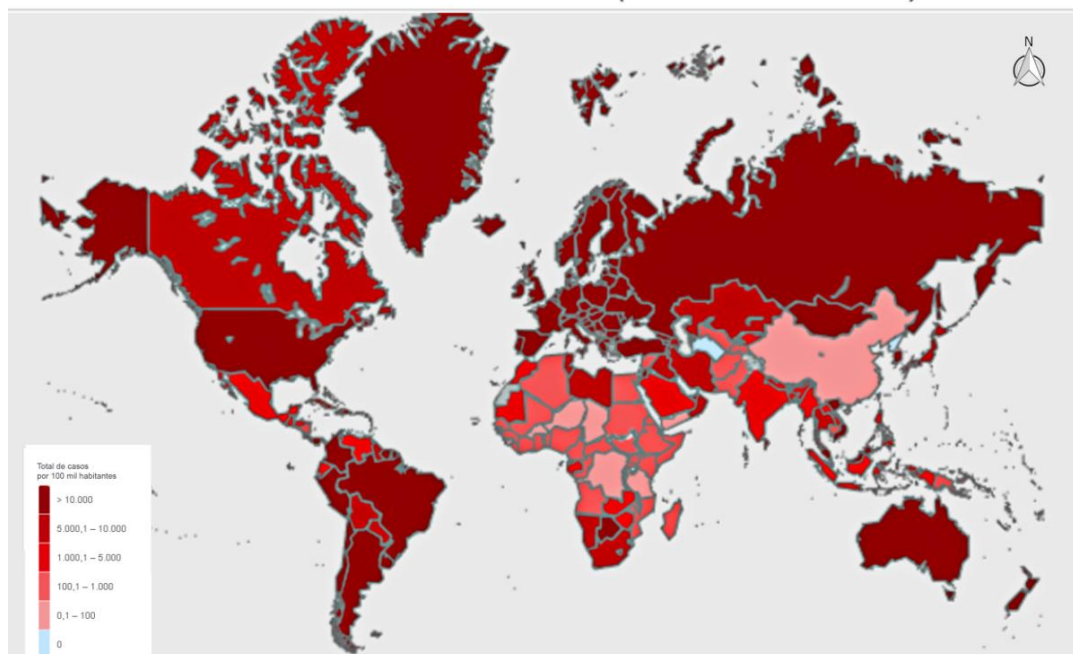 N
Total de casos
por 100 mil habitantes
> 10.000
5.000,1 – 10.000
1.000,1 – 5.000
100,1 – 1.000
0,1 – 100
0